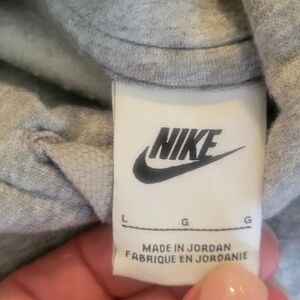 NIKE
L G G
MADE IN JORDAN
FABRIQUE EN JORDANIE